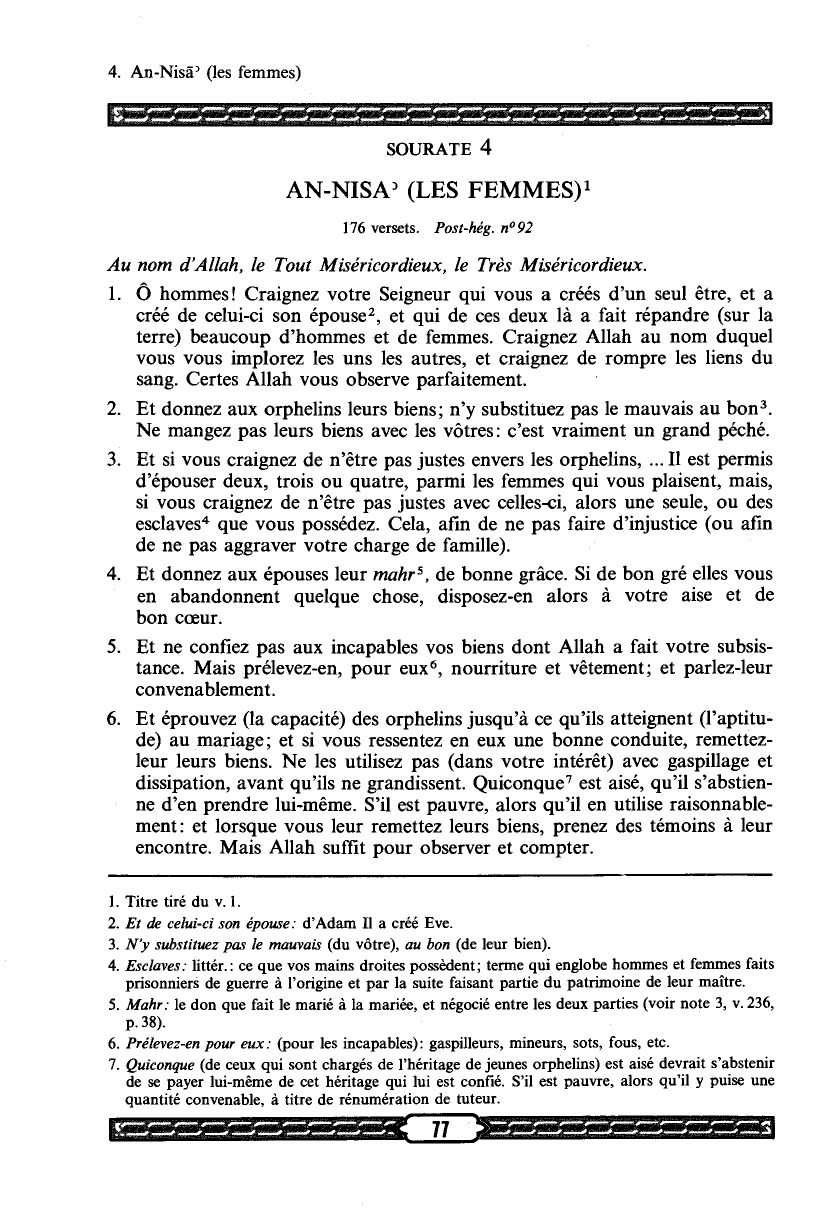 4. An-Nisāʾ (les femmes)
SOURATE 4
AN-NISAʾ (LES FEMMES)¹
176 versets. Post-hég. n° 92
Au nom d'Allah, le Tout Miséricordieux, le Très Miséricordieux.
1. Ô hommes! Craignez votre Seigneur qui vous a créés d'un seul être, et a
créé de celui-ci son épouse², et qui de ces deux là a fait répandre (sur la
terre) beaucoup d'hommes et de femmes. Craignez Allah au nom duquel
vous vous implorez les uns les autres, et craignez de rompre les liens du
sang. Certes Allah vous observe parfaitement.
2. Et donnez aux orphelins leurs biens; n'y substituez pas le mauvais au bon³.
Ne mangez pas leurs biens avec les vôtres: c'est vraiment un grand péché.
3. Et si vous craignez de n'être pas justes envers les orphelins, ... Il est permis
d'épouser deux, trois ou quatre, parmi les femmes qui vous plaisent, mais,
si vous craignez de n'être pas justes avec celles-ci, alors une seule, ou des
esclaves⁴ que vous possédez. Cela, afin de ne pas faire d'injustice (ou afin
de ne pas aggraver votre charge de famille).
4. Et donnez aux épouses leur mahr⁵, de bonne grâce. Si de bon gré elles vous
en abandonnent quelque chose, disposez-en alors à votre aise et de
bon cœur.
5. Et ne confiez pas aux incapables vos biens dont Allah a fait votre subsis-
tance. Mais prélevez-en, pour eux⁶, nourriture et vêtement; et parlez-leur
convenablement.
6. Et éprouvez (la capacité) des orphelins jusqu'à ce qu'ils atteignent (l'aptitu-
de) au mariage; et si vous ressentez en eux une bonne conduite, remettez-
leur leurs biens. Ne les utilisez pas (dans votre intérêt) avec gaspillage et
dissipation, avant qu'ils ne grandissent. Quiconque⁷ est aisé, qu'il s'abstien-
ne d'en prendre lui-même. S'il est pauvre, alors qu'il en utilise raisonnable-
ment: et lorsque vous leur remettez leurs biens, prenez des témoins à leur
encontre. Mais Allah suffit pour observer et compter.
1. Titre tiré du v. 1.
2. Et de celui-ci son épouse: d'Adam Il a créé Eve.
3. N'y substituez pas le mauvais (du vôtre), au bon (de leur bien).
4. Esclaves: littér.: ce que vos mains droites possèdent; terme qui englobe hommes et femmes faits
prisonniers de guerre à l'origine et par la suite faisant partie du patrimoine de leur maître.
5. Mahr: le don que fait le marié à la mariée, et négocié entre les deux parties (voir note 3, v. 236,
p. 38).
6. Prélevez-en pour eux: (pour les incapables): gaspilleurs, mineurs, sots, fous, etc.
7. Quiconque (de ceux qui sont chargés de l'héritage de jeunes orphelins) est aisé devrait s'abstenir
de se payer lui-même de cet héritage qui lui est confié. S'il est pauvre, alors qu'il y puise une
quantité convenable, à titre de rénumération de tuteur.
77